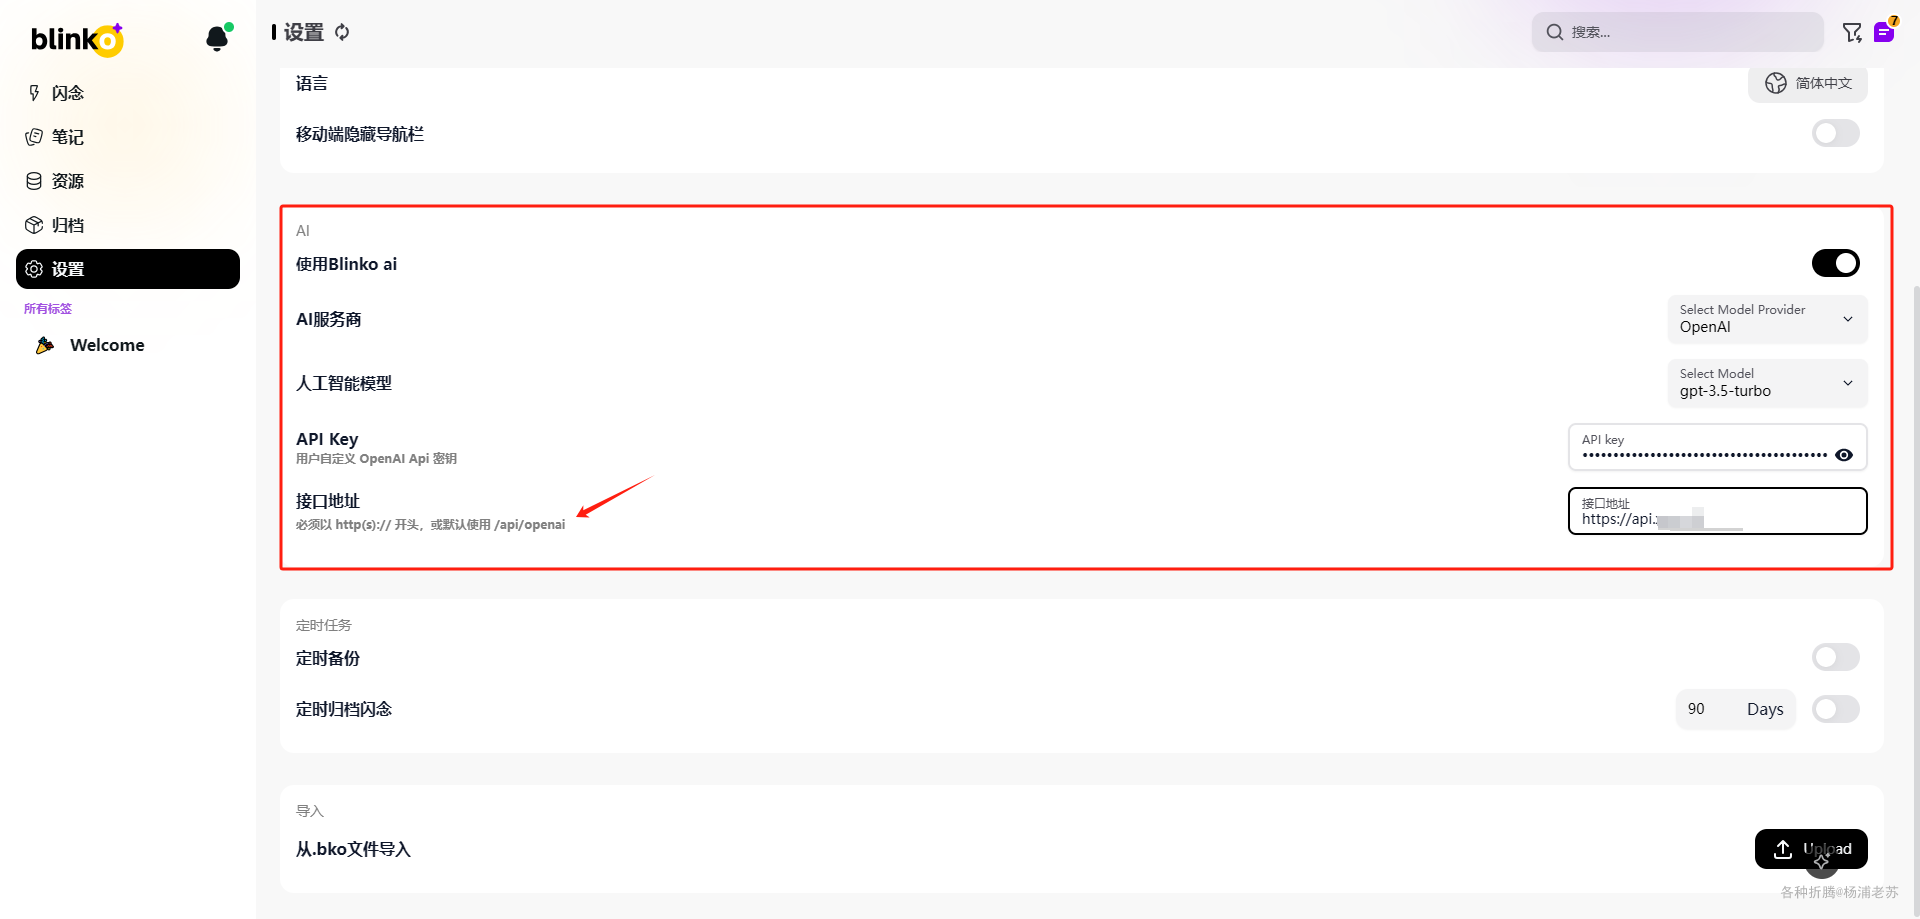 blinko
闪念
笔记
资源
归档
设置
所有标签
Welcome
设置
搜索...
7
语言
简体中文
移动端隐藏导航栏
AI
使用Blinko ai
AI服务商
Select Model Provider
OpenAI
人工智能模型
Select Model
gpt-3.5-turbo
API Key
用户自定义 OpenAI Api 密钥
API key
接口地址
必须以 http(s):// 开头，或默认使用 /api/openai
接口地址
https://api.
定时任务
定时备份
定时归档闪念
90
Days
导入
从.bko文件导入
Upload
各种折腾@杨浦老苏